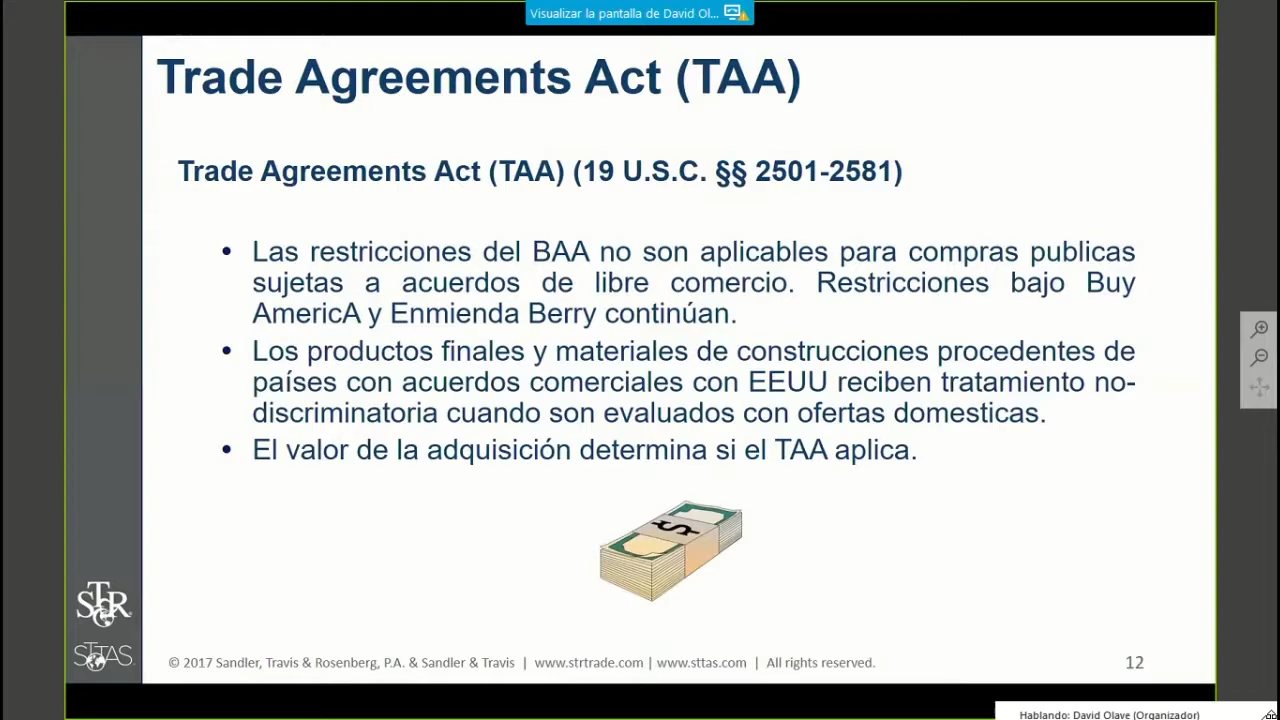 Visualizar la pantalla de David Ol...
Trade Agreements Act (TAA)
Trade Agreements Act (TAA) (19 U.S.C. §§ 2501-2581)
• Las restricciones del BAA no son aplicables para compras publicas
sujetas a acuerdos de libre comercio. Restricciones bajo Buy
AmericA y Enmienda Berry continúan.
• Los productos finales y materiales de construcciones procedentes de
países con acuerdos comerciales con EEUU reciben tratamiento no-
discriminatoria cuando son evaluados con ofertas domesticas.
• El valor de la adquisición determina si el TAA aplica.
$
STR
STTAS
© 2017 Sandler, Travis & Rosenberg, P.A. & Sandler & Travis | www.strtrade.com | www.sttas.com | All rights reserved.
12
Hablando: David Olave (Organizador)